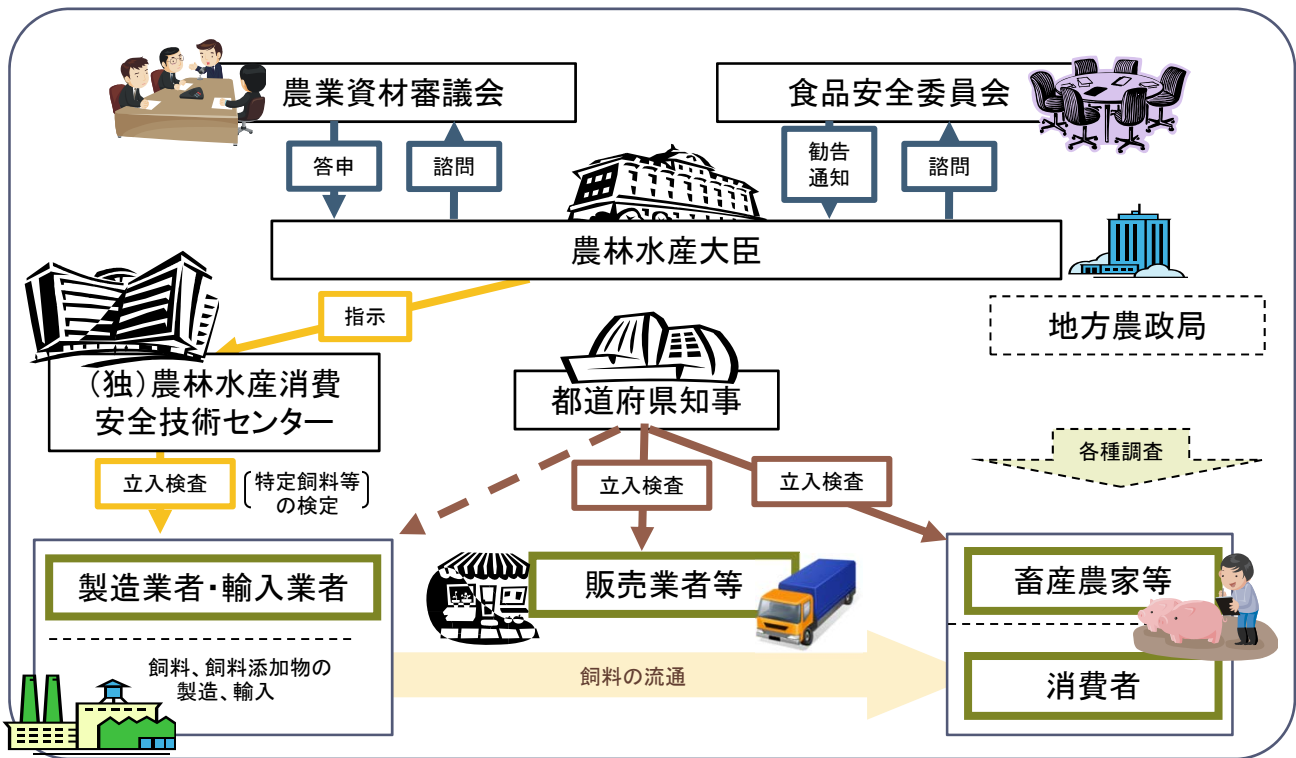 農業資材審議会
食品安全委員会
答申
諮問
勧告
通知
諮問
農林水産大臣
指示
地方農政局
(独)農林水産消費
安全技術センター
都道府県知事
各種調査
立入検査
特定飼料等
の検定
立入検査
立入検査
製造業者・輸入業者
販売業者等
畜産農家等
飼料、飼料添加物の
製造、輸入
飼料の流通
消費者